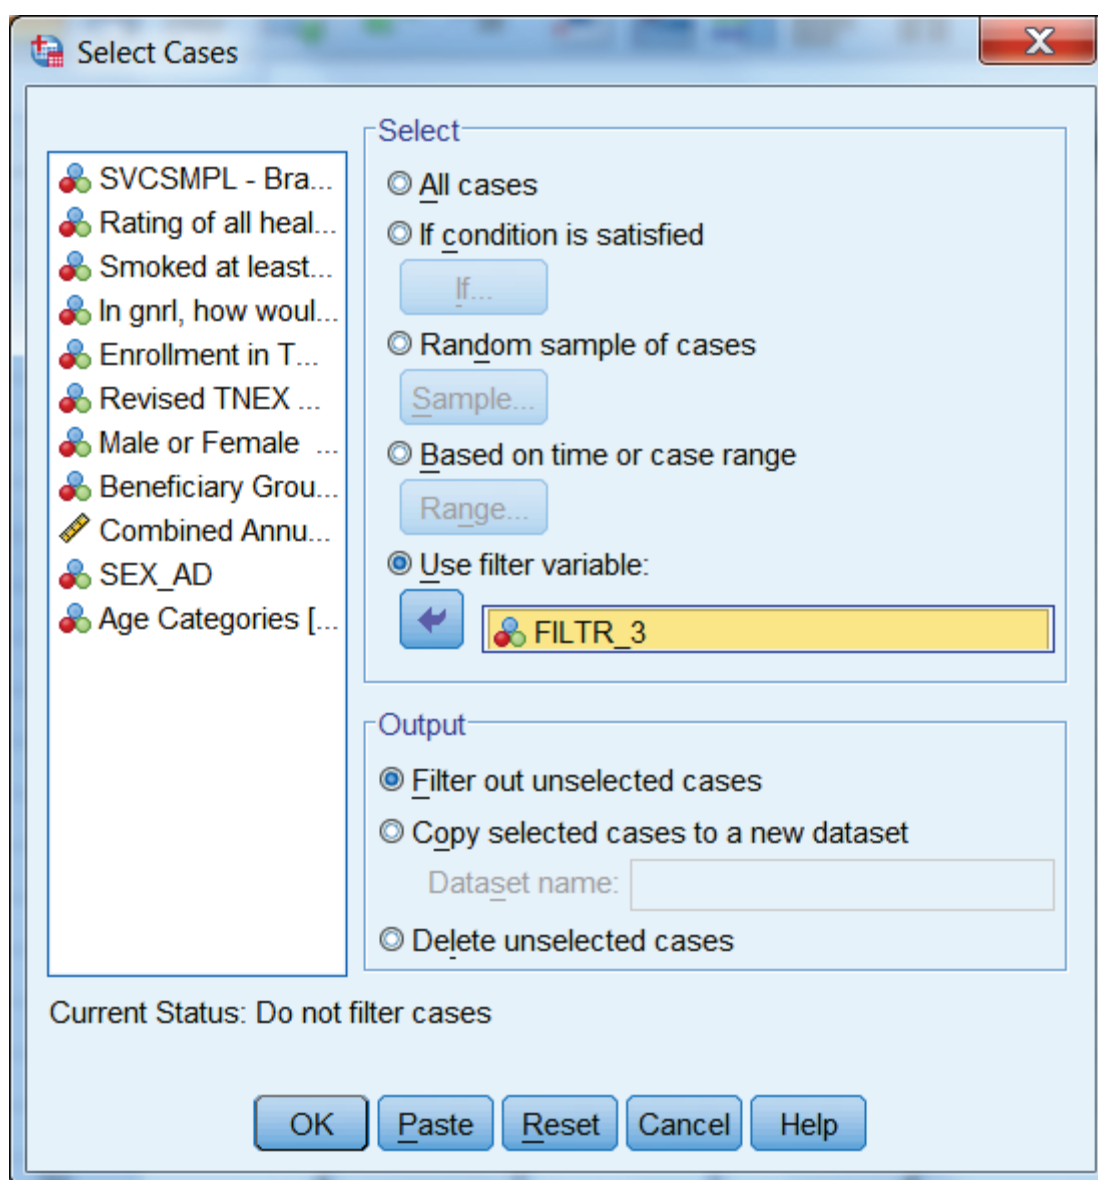 Select Cases
SVCSMPL - Bra...
Rating of all heal...
Smoked at least...
In gnrl, how woul...
Enrollment in T...
Revised TNEX ...
Male or Female ...
Beneficiary Grou...
Combined Annu...
SEX_AD
Age Categories [...
Select
All cases
If condition is satisfied
If...
Random sample of cases
Sample...
Based on time or case range
Range...
Use filter variable:
FILTR_3
Output
Filter out unselected cases
Copy selected cases to a new dataset
Dataset name:
Delete unselected cases
Current Status: Do not filter cases
OK Paste Reset Cancel Help